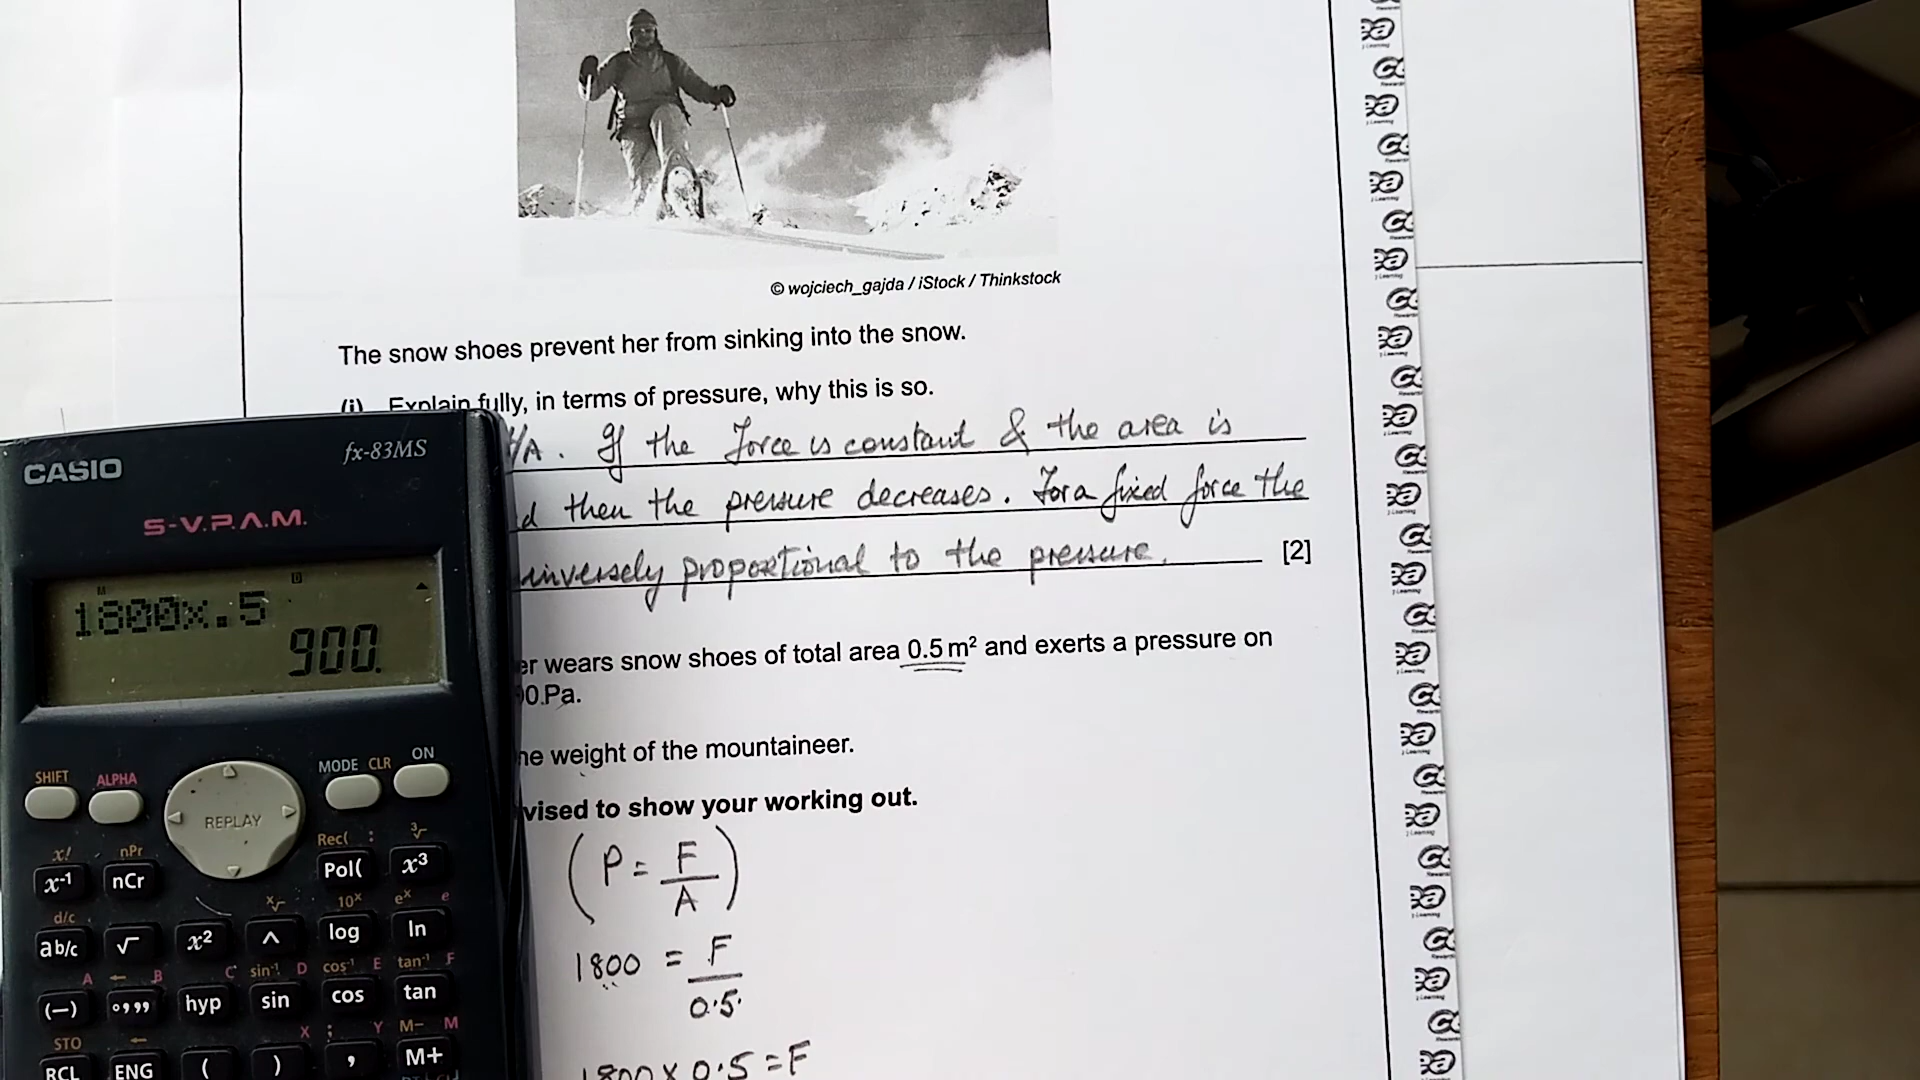 © wojciech_gajda / iStock / Thinkstock
The snow shoes prevent her from sinking into the snow.
(i) Explain fully, in terms of pressure, why this is so.
/A. If the Force is constant & the area is
d then the pressure decreases. For a fixed force the
inversely proportional to the pressure. [2]
er wears snow shoes of total area 0.5 m² and exerts a pressure on
0 Pa.
he weight of the mountaineer.
vised to show your working out.
(P = F/A)
1800 = F/0.5
1800 x 0.5 = F
CASIO
fx-83MS
S-V.P.A.M.
M D
1800x.5
900.
SHIFT ALPHA REPLAY MODE CLR ON
x! nPr Rec( : ³√
x⁻¹ nCr Pol( x³
d/c ˣ√ 10ˣ eˣ e
ab/c √ x² ^ log ln
A ← B C sin⁻¹ D cos⁻¹ E tan⁻¹ F
(−) °,,, hyp sin cos tan
STO ← X ; Y M− M
RCL ENG ( ) , M+